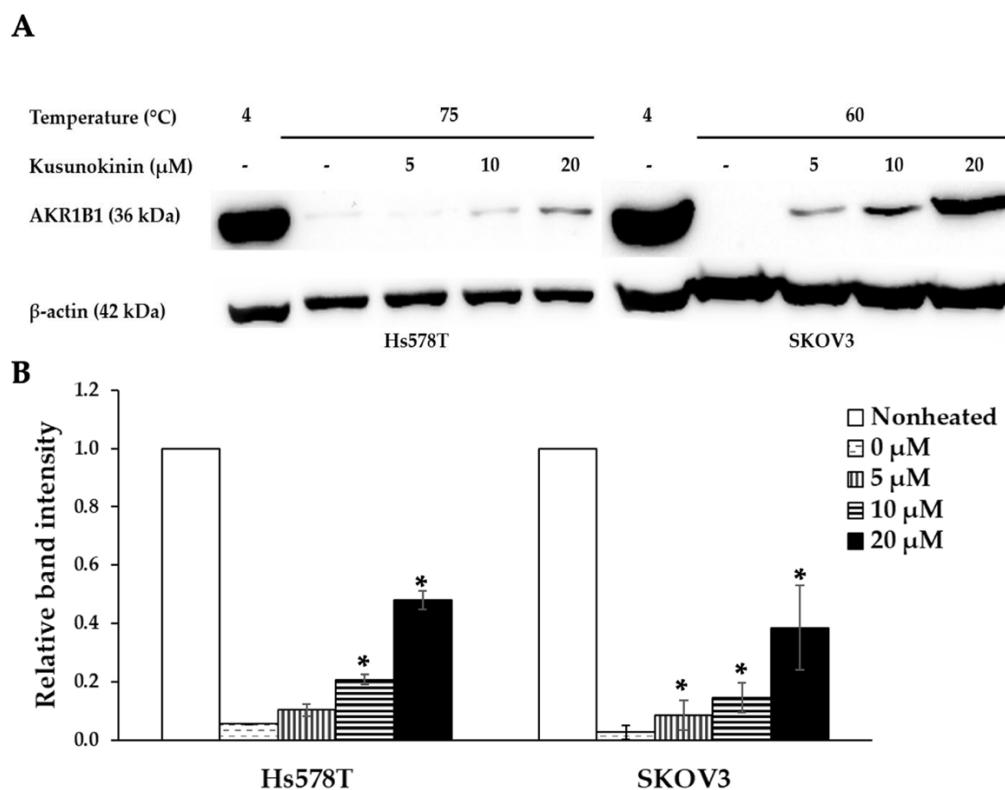 A
Temperature (°C) 4 75 4 60
Kusunokinin (μM) - - 5 10 20 - - 5 10 20
AKR1B1 (36 kDa)
β-actin (42 kDa)
Hs578T SKOV3
B
Relative band intensity
1.2
1.0
0.8
0.6
0.4
0.2
0.0
* * * * *
Hs578T SKOV3
Nonheated
0 μM
5 μM
10 μM
20 μM